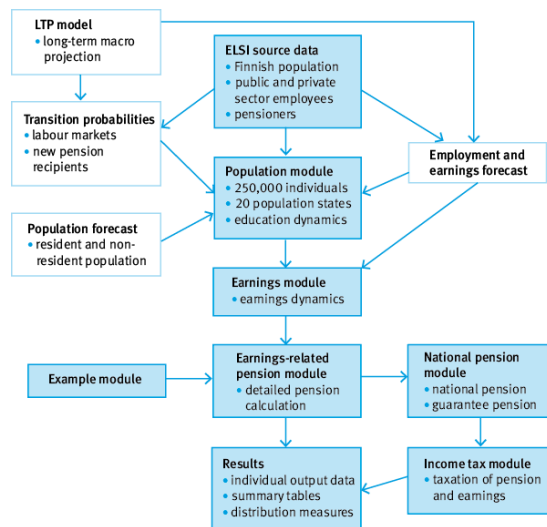 LTP model
• long-term macro
projection
ELSI source data
• Finnish population
• public and private
sector employees
• pensioners
Transition probabilities
• labour markets
• new pension
recipients
Employment and
earnings forecast
Population module
• 250,000 individuals
• 20 population states
• education dynamics
Population forecast
• resident and non-
resident population
Earnings module
• earnings dynamics
Example module
Earnings-related
pension module
• detailed pension
calculation
National pension
module
• national pension
• guarantee pension
Results
• individual output data
• summary tables
• distribution measures
Income tax module
• taxation of pension
and earnings